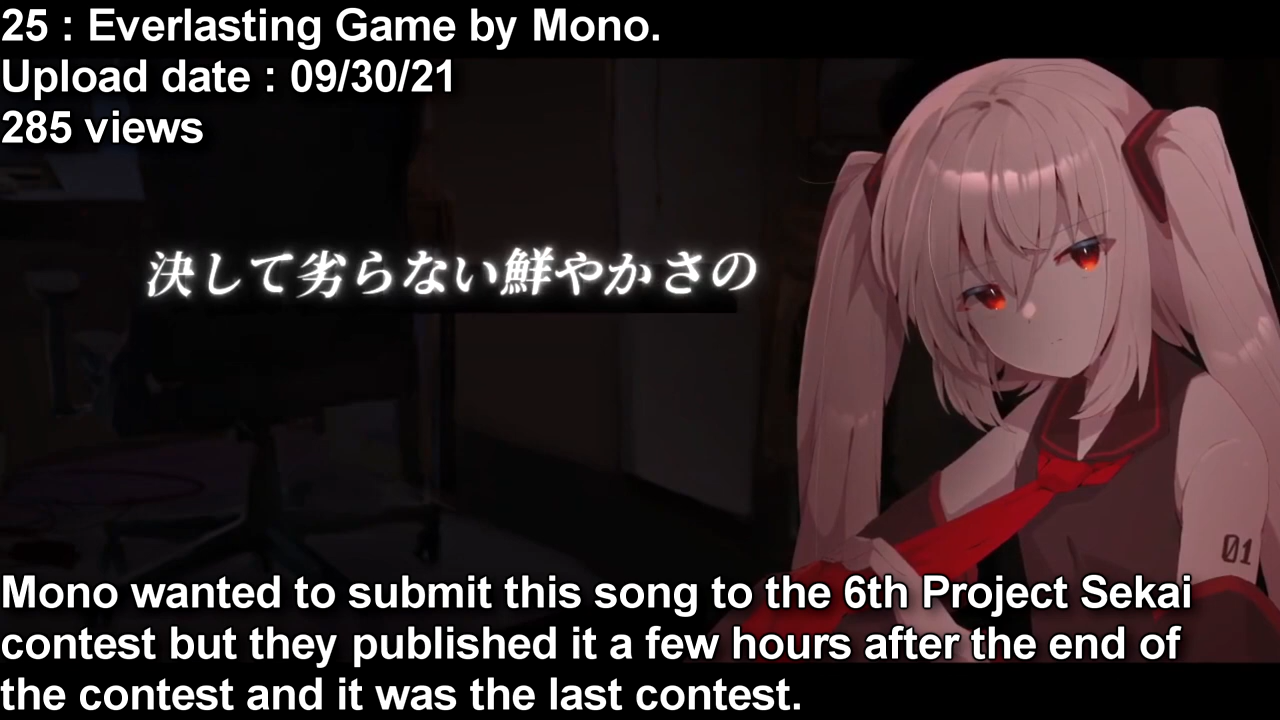 25 : Everlasting Game by Mono.
Upload date : 09/30/21
285 views
決して劣らない鮮やかさの
01
Mono wanted to submit this song to the 6th Project Sekai
contest but they published it a few hours after the end of
the contest and it was the last contest.